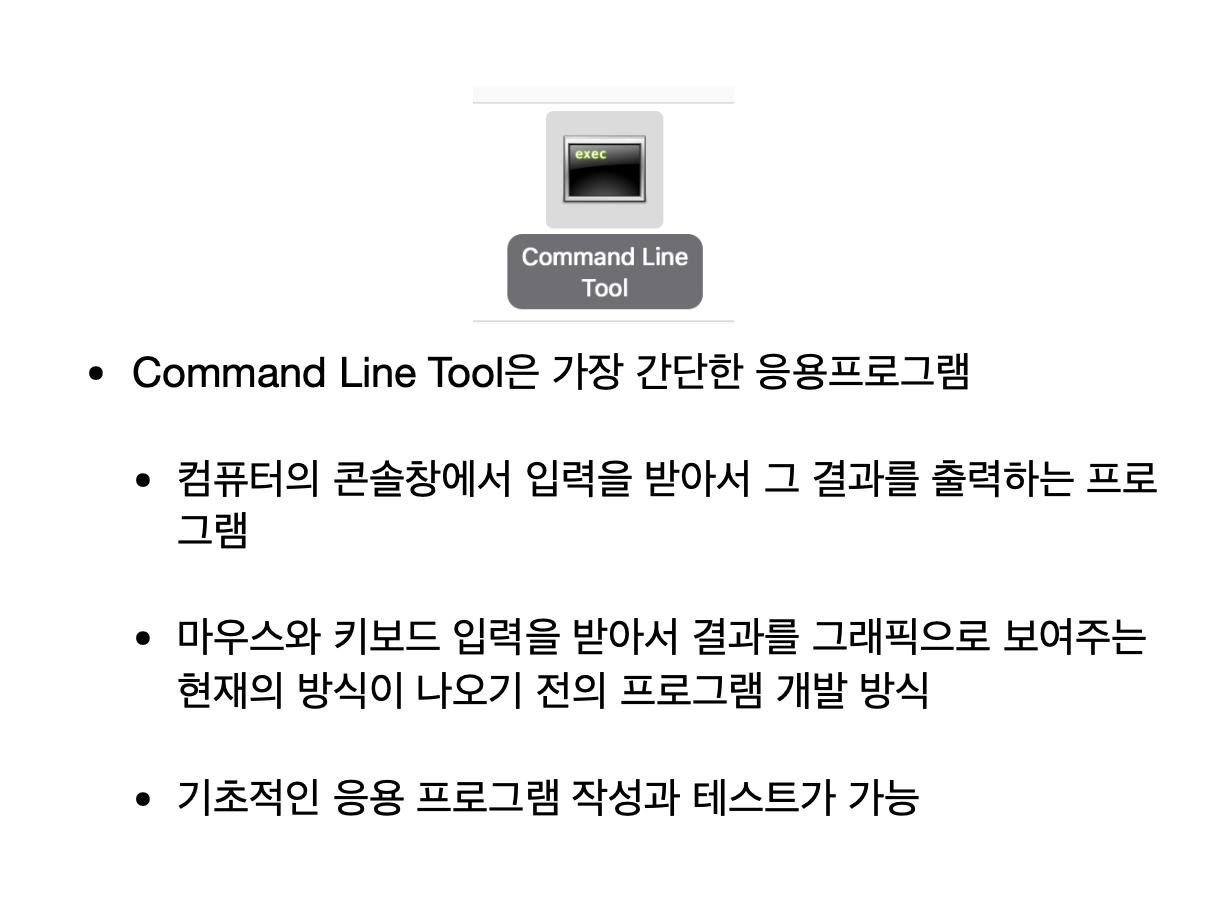 exec
Command Line
Tool
• Command Line Tool은 가장 간단한 응용프로그램
• 컴퓨터의 콘솔창에서 입력을 받아서 그 결과를 출력하는 프로
그램
• 마우스와 키보드 입력을 받아서 결과를 그래픽으로 보여주는
현재의 방식이 나오기 전의 프로그램 개발 방식
• 기초적인 응용 프로그램 작성과 테스트가 가능